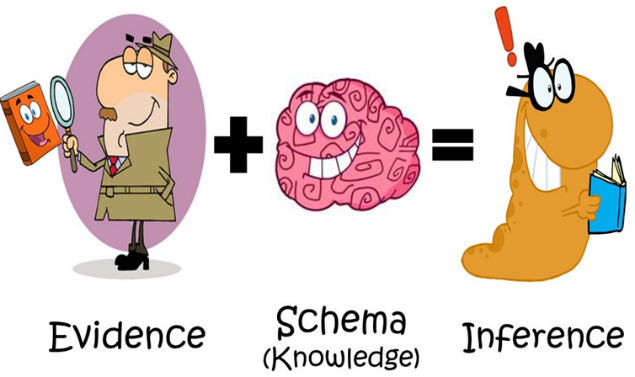 + =
!
Evidence
Schema
(Knowledge)
Inference